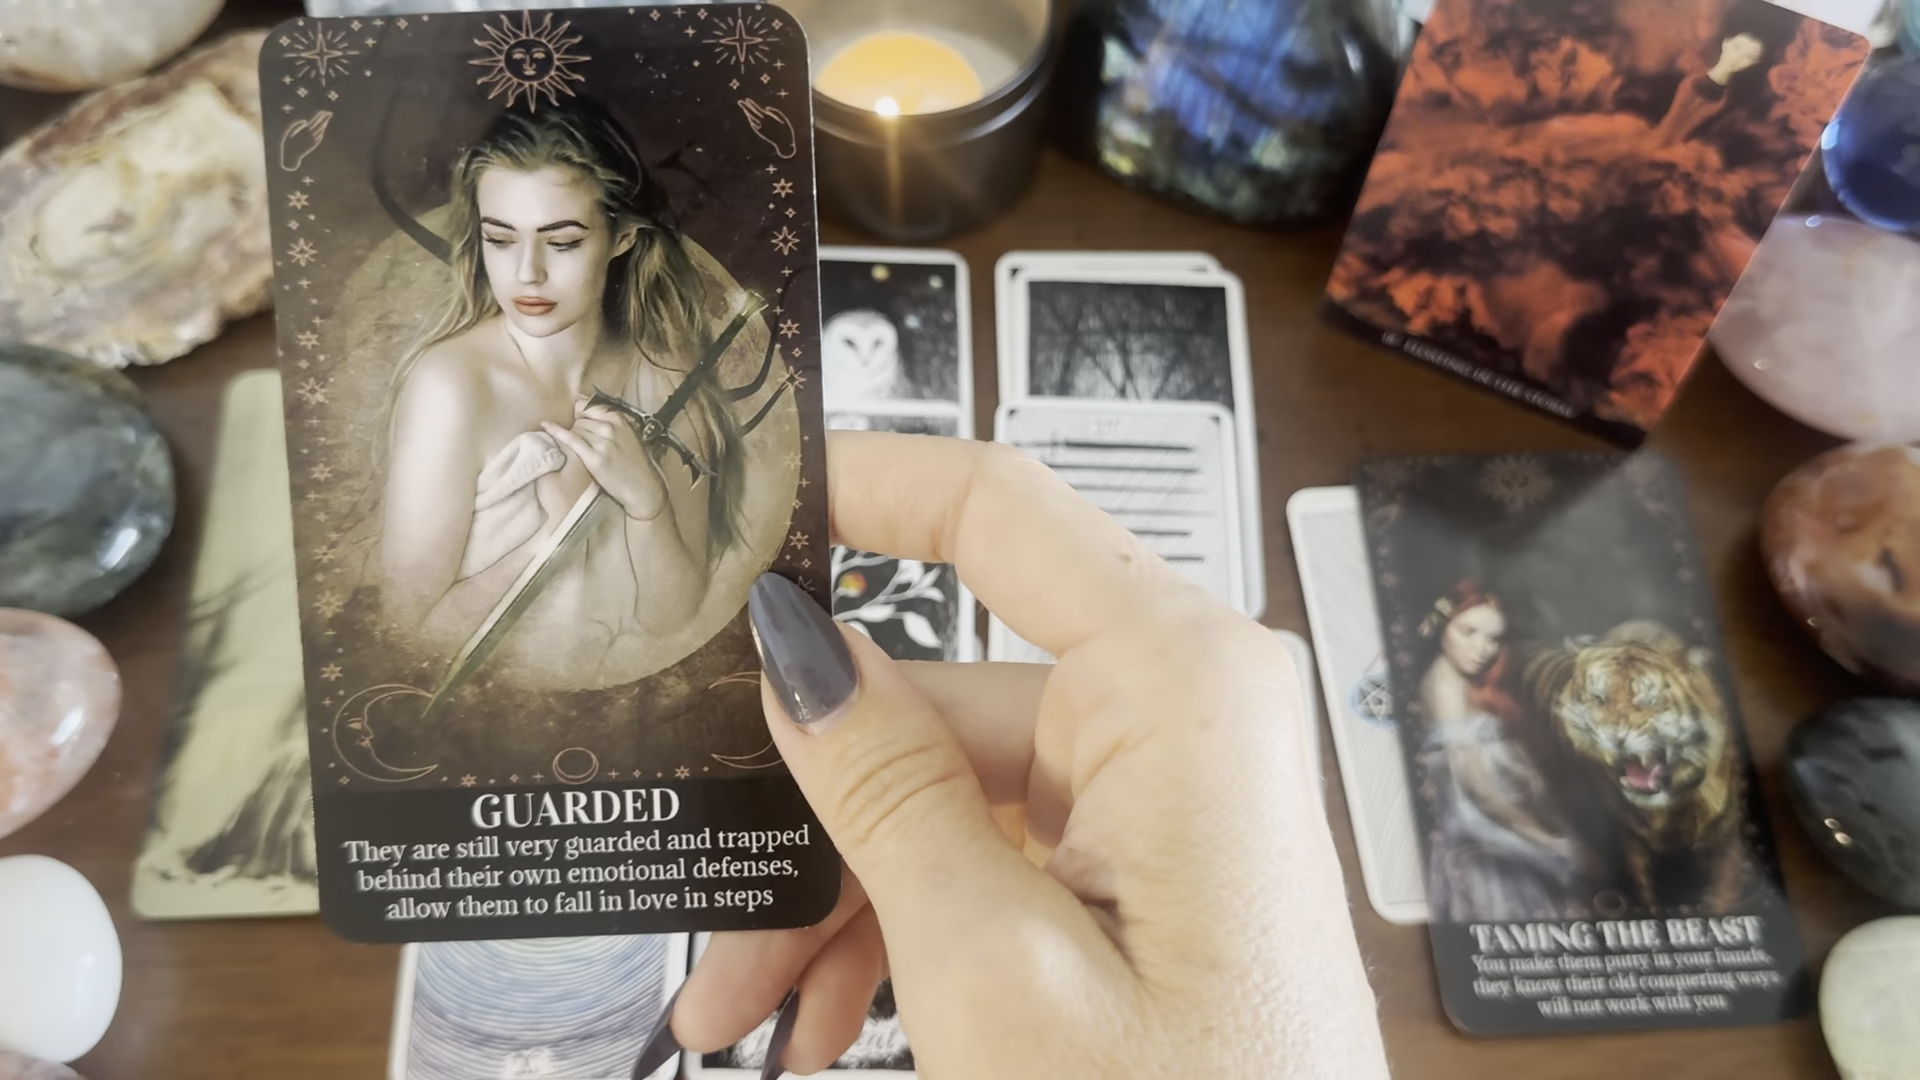 GUARDED
They are still very guarded and trapped
behind their own emotional defenses,
allow them to fall in love in steps
TAMING THE BEAST
You make them putty in your hands,
they know their old conquering ways
will not work with you